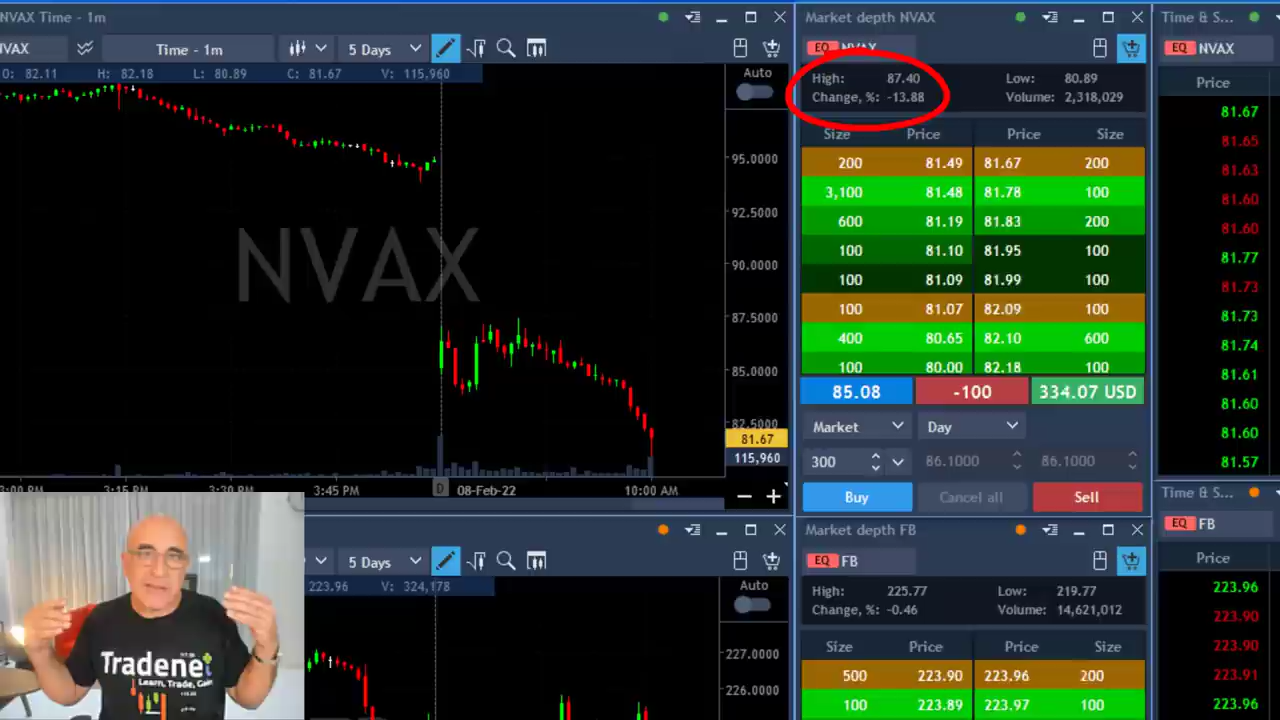 NVAX Time - 1m
NVAX
Time - 1m
5 Days
O: 82.11 H: 82.18 L: 80.89 C: 81.67 V: 115,960
Auto
95.0000
92.5000
90.0000
87.5000
85.0000
82.5000
81.67
115,960
NVAX
3:00 PM 3:15 PM 3:30 PM 3:45 PM D 08-Feb-22 10:00 AM
Market depth NVAX
EQ NVAX
High: 87.40 Low: 80.89
Change, %: -13.88 Volume: 2,318,029
Size Price Price Size
200 81.49 81.67 200
3,100 81.48 81.78 100
600 81.19 81.83 200
100 81.10 81.95 100
100 81.09 81.99 100
100 81.07 82.09 100
400 80.65 82.10 600
100 80.00 82.18 100
85.08 -100 334.07 USD
Market Day
300 86.1000 86.1000
Buy Cancel all Sell
Time & S...
EQ NVAX
Price
81.67
81.65
81.63
81.60
81.60
81.77
81.73
81.73
81.74
81.61
81.60
81.60
81.57
5 Days
223.96 V: 324,178
Auto
227.0000
226.0000
Market depth FB
EQ FB
High: 225.77 Low: 219.77
Change, %: -0.46 Volume: 14,621,012
Size Price Price Size
500 223.90 223.96 200
100 223.89 223.97 100
Time & S...
EQ FB
Price
223.96
223.90
223.90
223.91
223.96
Tradenet
Learn, Trade, Gain